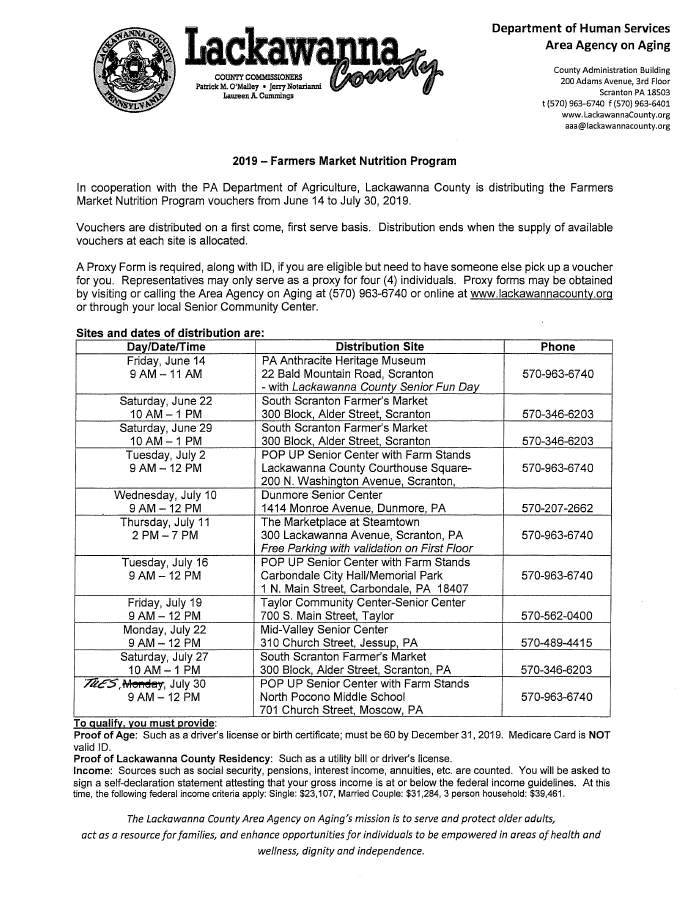 LACKAWANNA COUNTY
PENNSYLVANIA
Lackawanna
County
COUNTY COMMISSIONERS
Patrick M. O'Malley • Jerry Notarianni
Laureen A. Cummings
Department of Human Services
Area Agency on Aging
County Administration Building
200 Adams Avenue, 3rd Floor
Scranton PA 18503
t (570) 963-6740 f (570) 963-6401
www.LackawannaCounty.org
aaa@lackawannacounty.org
2019 – Farmers Market Nutrition Program
In cooperation with the PA Department of Agriculture, Lackawanna County is distributing the Farmers
Market Nutrition Program vouchers from June 14 to July 30, 2019.
Vouchers are distributed on a first come, first serve basis. Distribution ends when the supply of available
vouchers at each site is allocated.
A Proxy Form is required, along with ID, if you are eligible but need to have someone else pick up a voucher
for you. Representatives may only serve as a proxy for four (4) individuals. Proxy forms may be obtained
by visiting or calling the Area Agency on Aging at (570) 963-6740 or online at www.lackawannacounty.org
or through your local Senior Community Center.
Sites and dates of distribution are:
Day/Date/Time Distribution Site Phone
Friday, June 14 PA Anthracite Heritage Museum
9 AM – 11 AM 22 Bald Mountain Road, Scranton 570-963-6740
- with Lackawanna County Senior Fun Day
Saturday, June 22 South Scranton Farmer's Market
10 AM – 1 PM 300 Block, Alder Street, Scranton 570-346-6203
Saturday, June 29 South Scranton Farmer's Market
10 AM – 1 PM 300 Block, Alder Street, Scranton 570-346-6203
Tuesday, July 2 POP UP Senior Center with Farm Stands
9 AM – 12 PM Lackawanna County Courthouse Square- 570-963-6740
200 N. Washington Avenue, Scranton,
Wednesday, July 10 Dunmore Senior Center
9 AM – 12 PM 1414 Monroe Avenue, Dunmore, PA 570-207-2662
Thursday, July 11 The Marketplace at Steamtown
2 PM – 7 PM 300 Lackawanna Avenue, Scranton, PA 570-963-6740
Free Parking with validation on First Floor
Tuesday, July 16 POP UP Senior Center with Farm Stands
9 AM – 12 PM Carbondale City Hall/Memorial Park 570-963-6740
1 N. Main Street, Carbondale, PA 18407
Friday, July 19 Taylor Community Center-Senior Center
9 AM – 12 PM 700 S. Main Street, Taylor 570-562-0400
Monday, July 22 Mid-Valley Senior Center
9 AM – 12 PM 310 Church Street, Jessup, PA 570-489-4415
Saturday, July 27 South Scranton Farmer's Market
10 AM – 1 PM 300 Block, Alder Street, Scranton, PA 570-346-6203
TUES, Monday, July 30 POP UP Senior Center with Farm Stands
9 AM – 12 PM North Pocono Middle School 570-963-6740
701 Church Street, Moscow, PA
To qualify, you must provide:
Proof of Age: Such as a driver's license or birth certificate; must be 60 by December 31, 2019. Medicare Card is NOT
valid ID.
Proof of Lackawanna County Residency: Such as a utility bill or driver's license.
Income: Sources such as social security, pensions, interest income, annuities, etc. are counted. You will be asked to
sign a self-declaration statement attesting that your gross income is at or below the federal income guidelines. At this
time, the following federal income criteria apply: Single: $23,107, Married Couple: $31,284, 3 person household: $39,461.
The Lackawanna County Area Agency on Aging's mission is to serve and protect older adults,
act as a resource for families, and enhance opportunities for individuals to be empowered in areas of health and
wellness, dignity and independence.